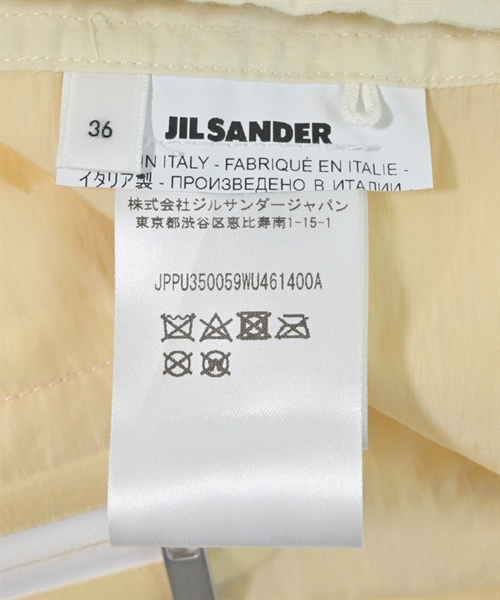 36
JIL SANDER
IN ITALY - FABRIQUÉ EN ITALIE -
イタリア製 - ПРОИЗВЕДЕНО В ИТАЛИИ
株式会社ジルサンダージャパン
東京都渋谷区恵比寿南1-15-1
JPPU350059WU461400A